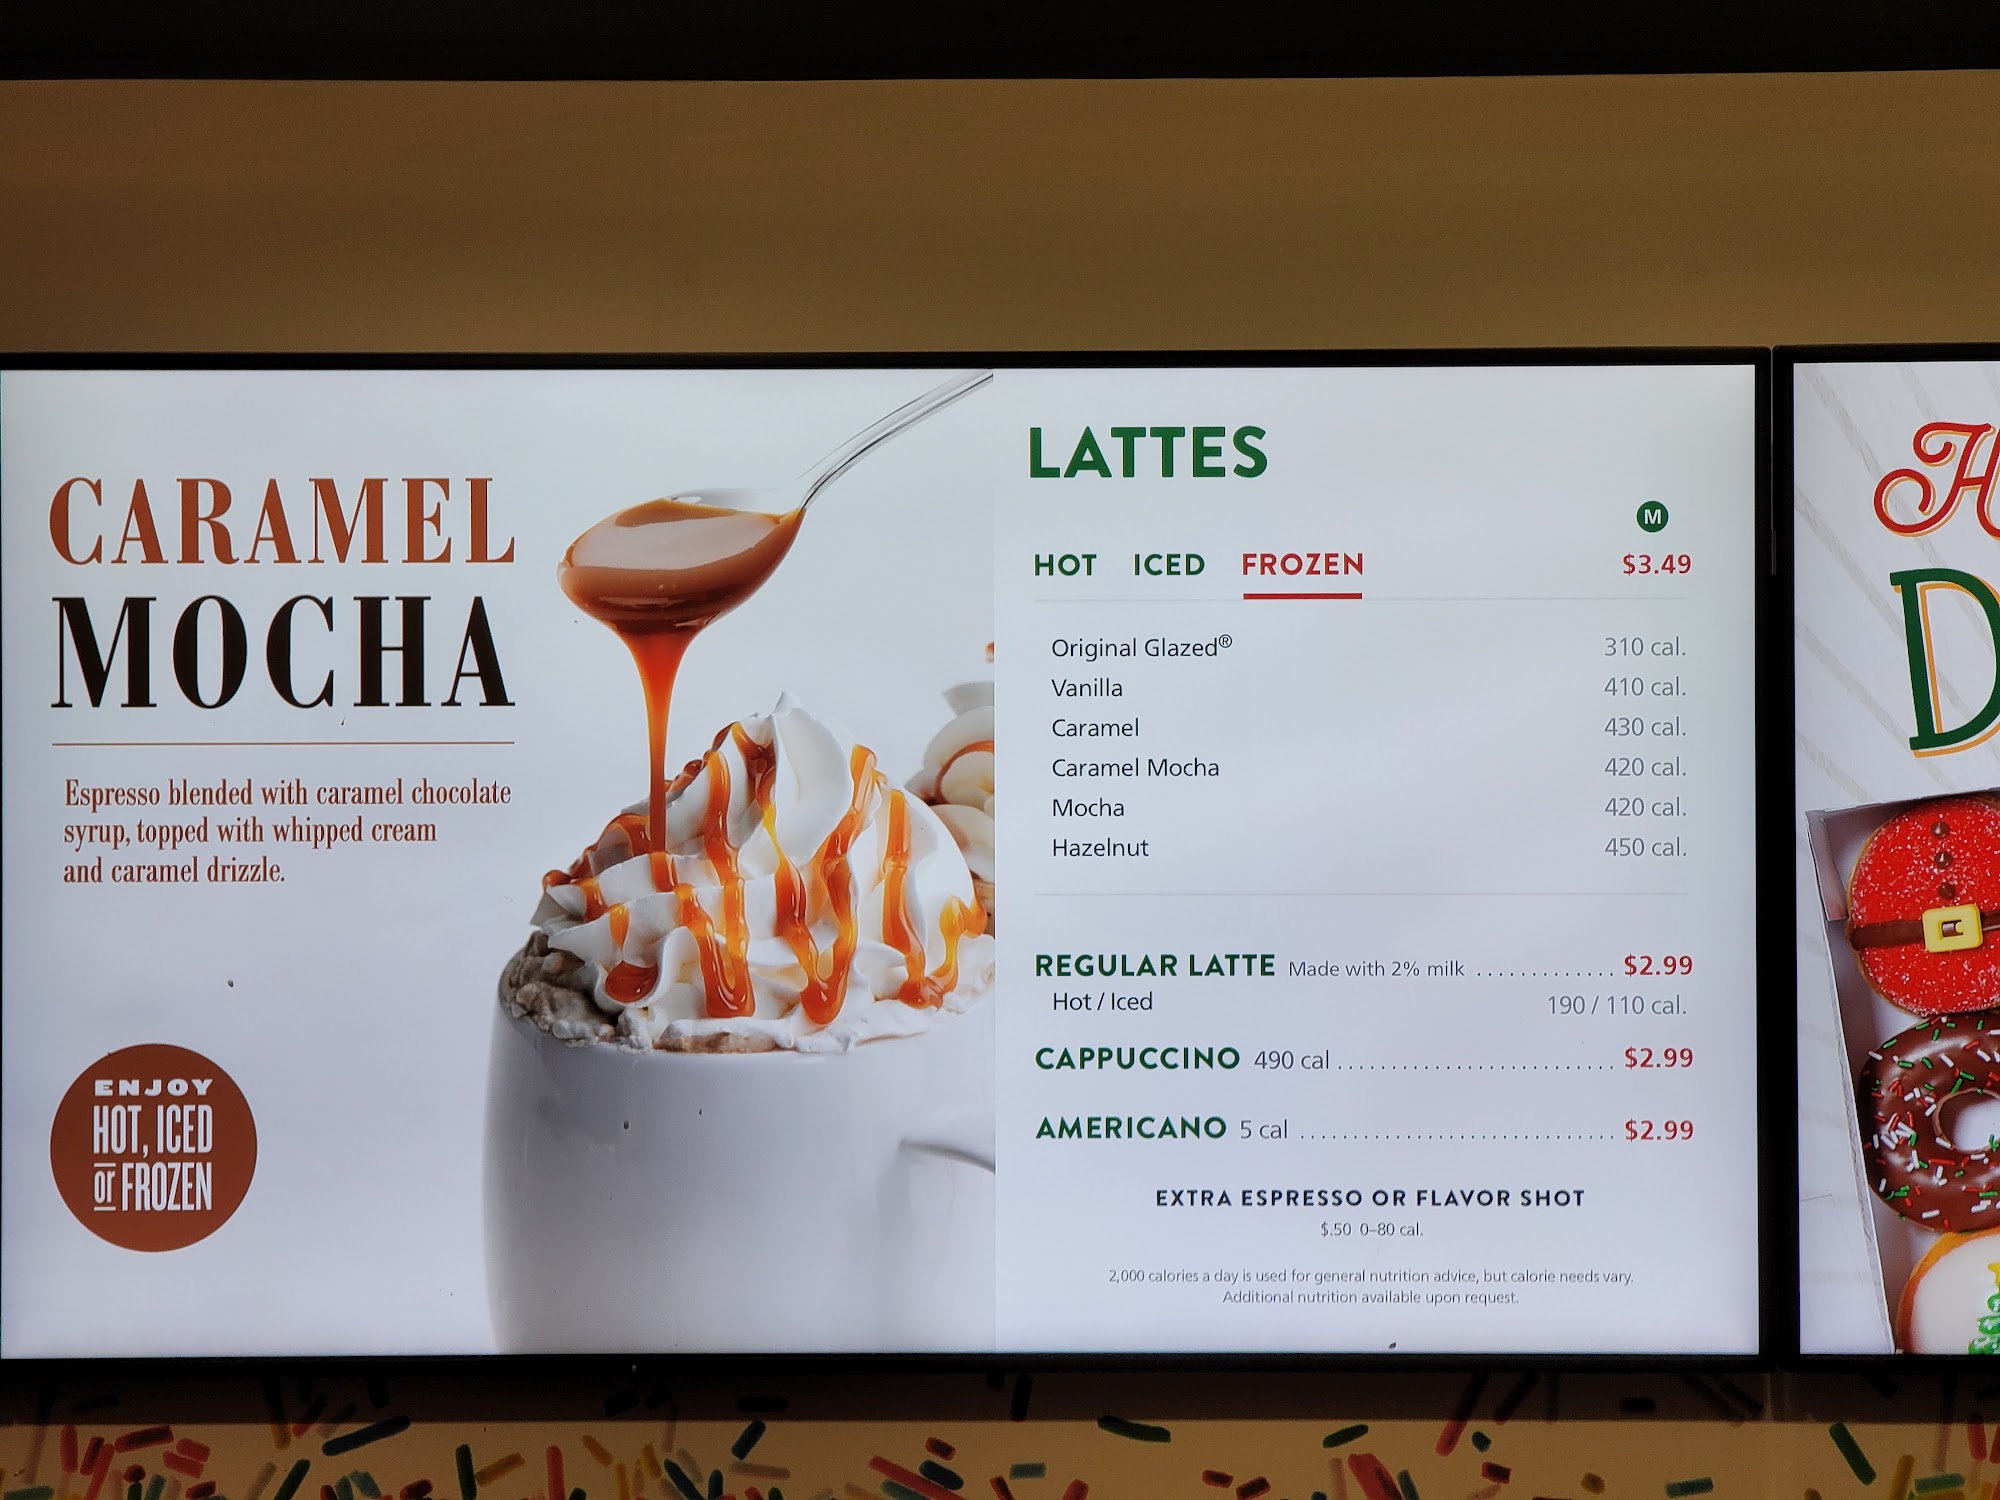 CARAMEL
MOCHA
Espresso blended with caramel chocolate
syrup, topped with whipped cream
and caramel drizzle.
ENJOY
HOT, ICED
or FROZEN
LATTES
M
HOT ICED FROZEN $3.49
Original Glazed® 310 cal.
Vanilla 410 cal.
Caramel 430 cal.
Caramel Mocha 420 cal.
Mocha 420 cal.
Hazelnut 450 cal.
REGULAR LATTE Made with 2% milk ............. $2.99
Hot / Iced 190 / 110 cal.
CAPPUCCINO 490 cal ......................... $2.99
AMERICANO 5 cal ............................ $2.99
EXTRA ESPRESSO OR FLAVOR SHOT
$.50 0–80 cal.
2,000 calories a day is used for general nutrition advice, but calorie needs vary.
Additional nutrition available upon request.